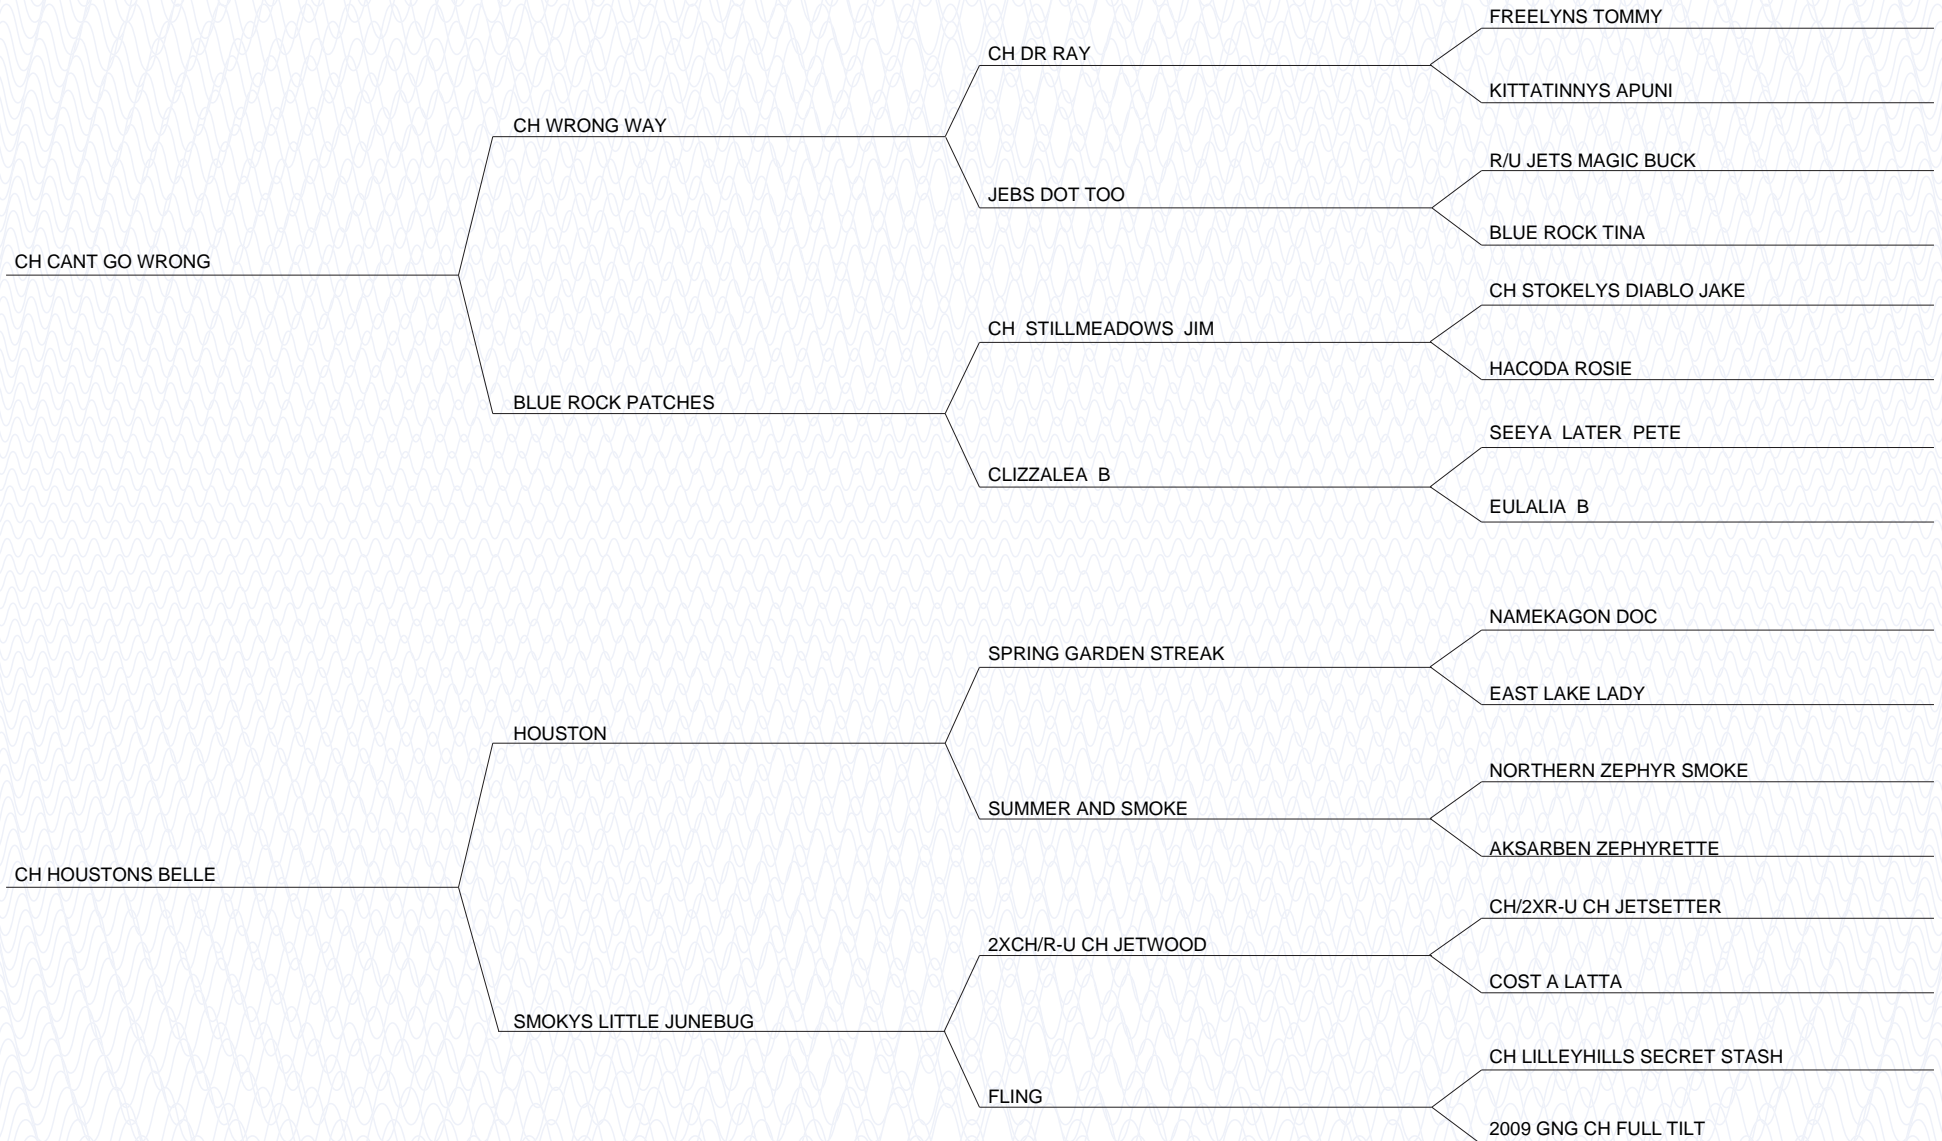 FREELYNS TOMMY
CH DR RAY
KITTATINNYS APUNI
CH WRONG WAY
R/U JETS MAGIC BUCK
JEBS DOT TOO
BLUE ROCK TINA
CH CANT GO WRONG
CH STOKELYS DIABLO JAKE
CH  STILLMEADOWS  JIM
HACODA ROSIE
BLUE ROCK PATCHES
SEEYA  LATER  PETE
CLIZZALEA  B
EULALIA  B
NAMEKAGON DOC
SPRING GARDEN STREAK
EAST LAKE LADY
HOUSTON
NORTHERN ZEPHYR SMOKE
SUMMER AND SMOKE
AKSARBEN ZEPHYRETTE
CH HOUSTONS BELLE
CH/2XR-U CH JETSETTER
2XCH/R-U CH JETWOOD
COST A LATTA
SMOKYS LITTLE JUNEBUG
CH LILLEYHILLS SECRET STASH
FLING
2009 GNG CH FULL TILT